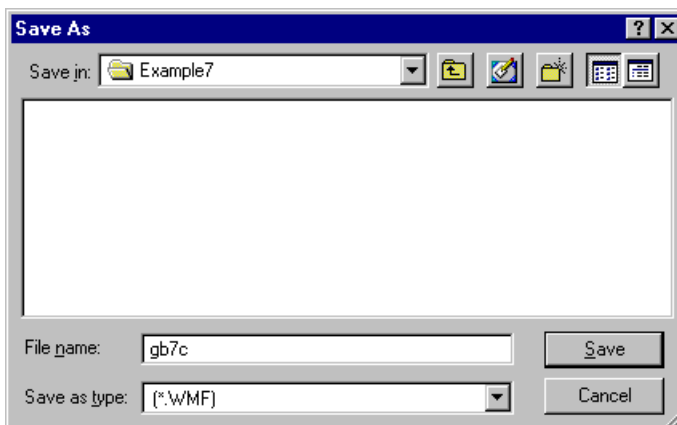 Save As
Save in: Example7
File name: gb7c
Save
Save as type: (*.WMF)
Cancel